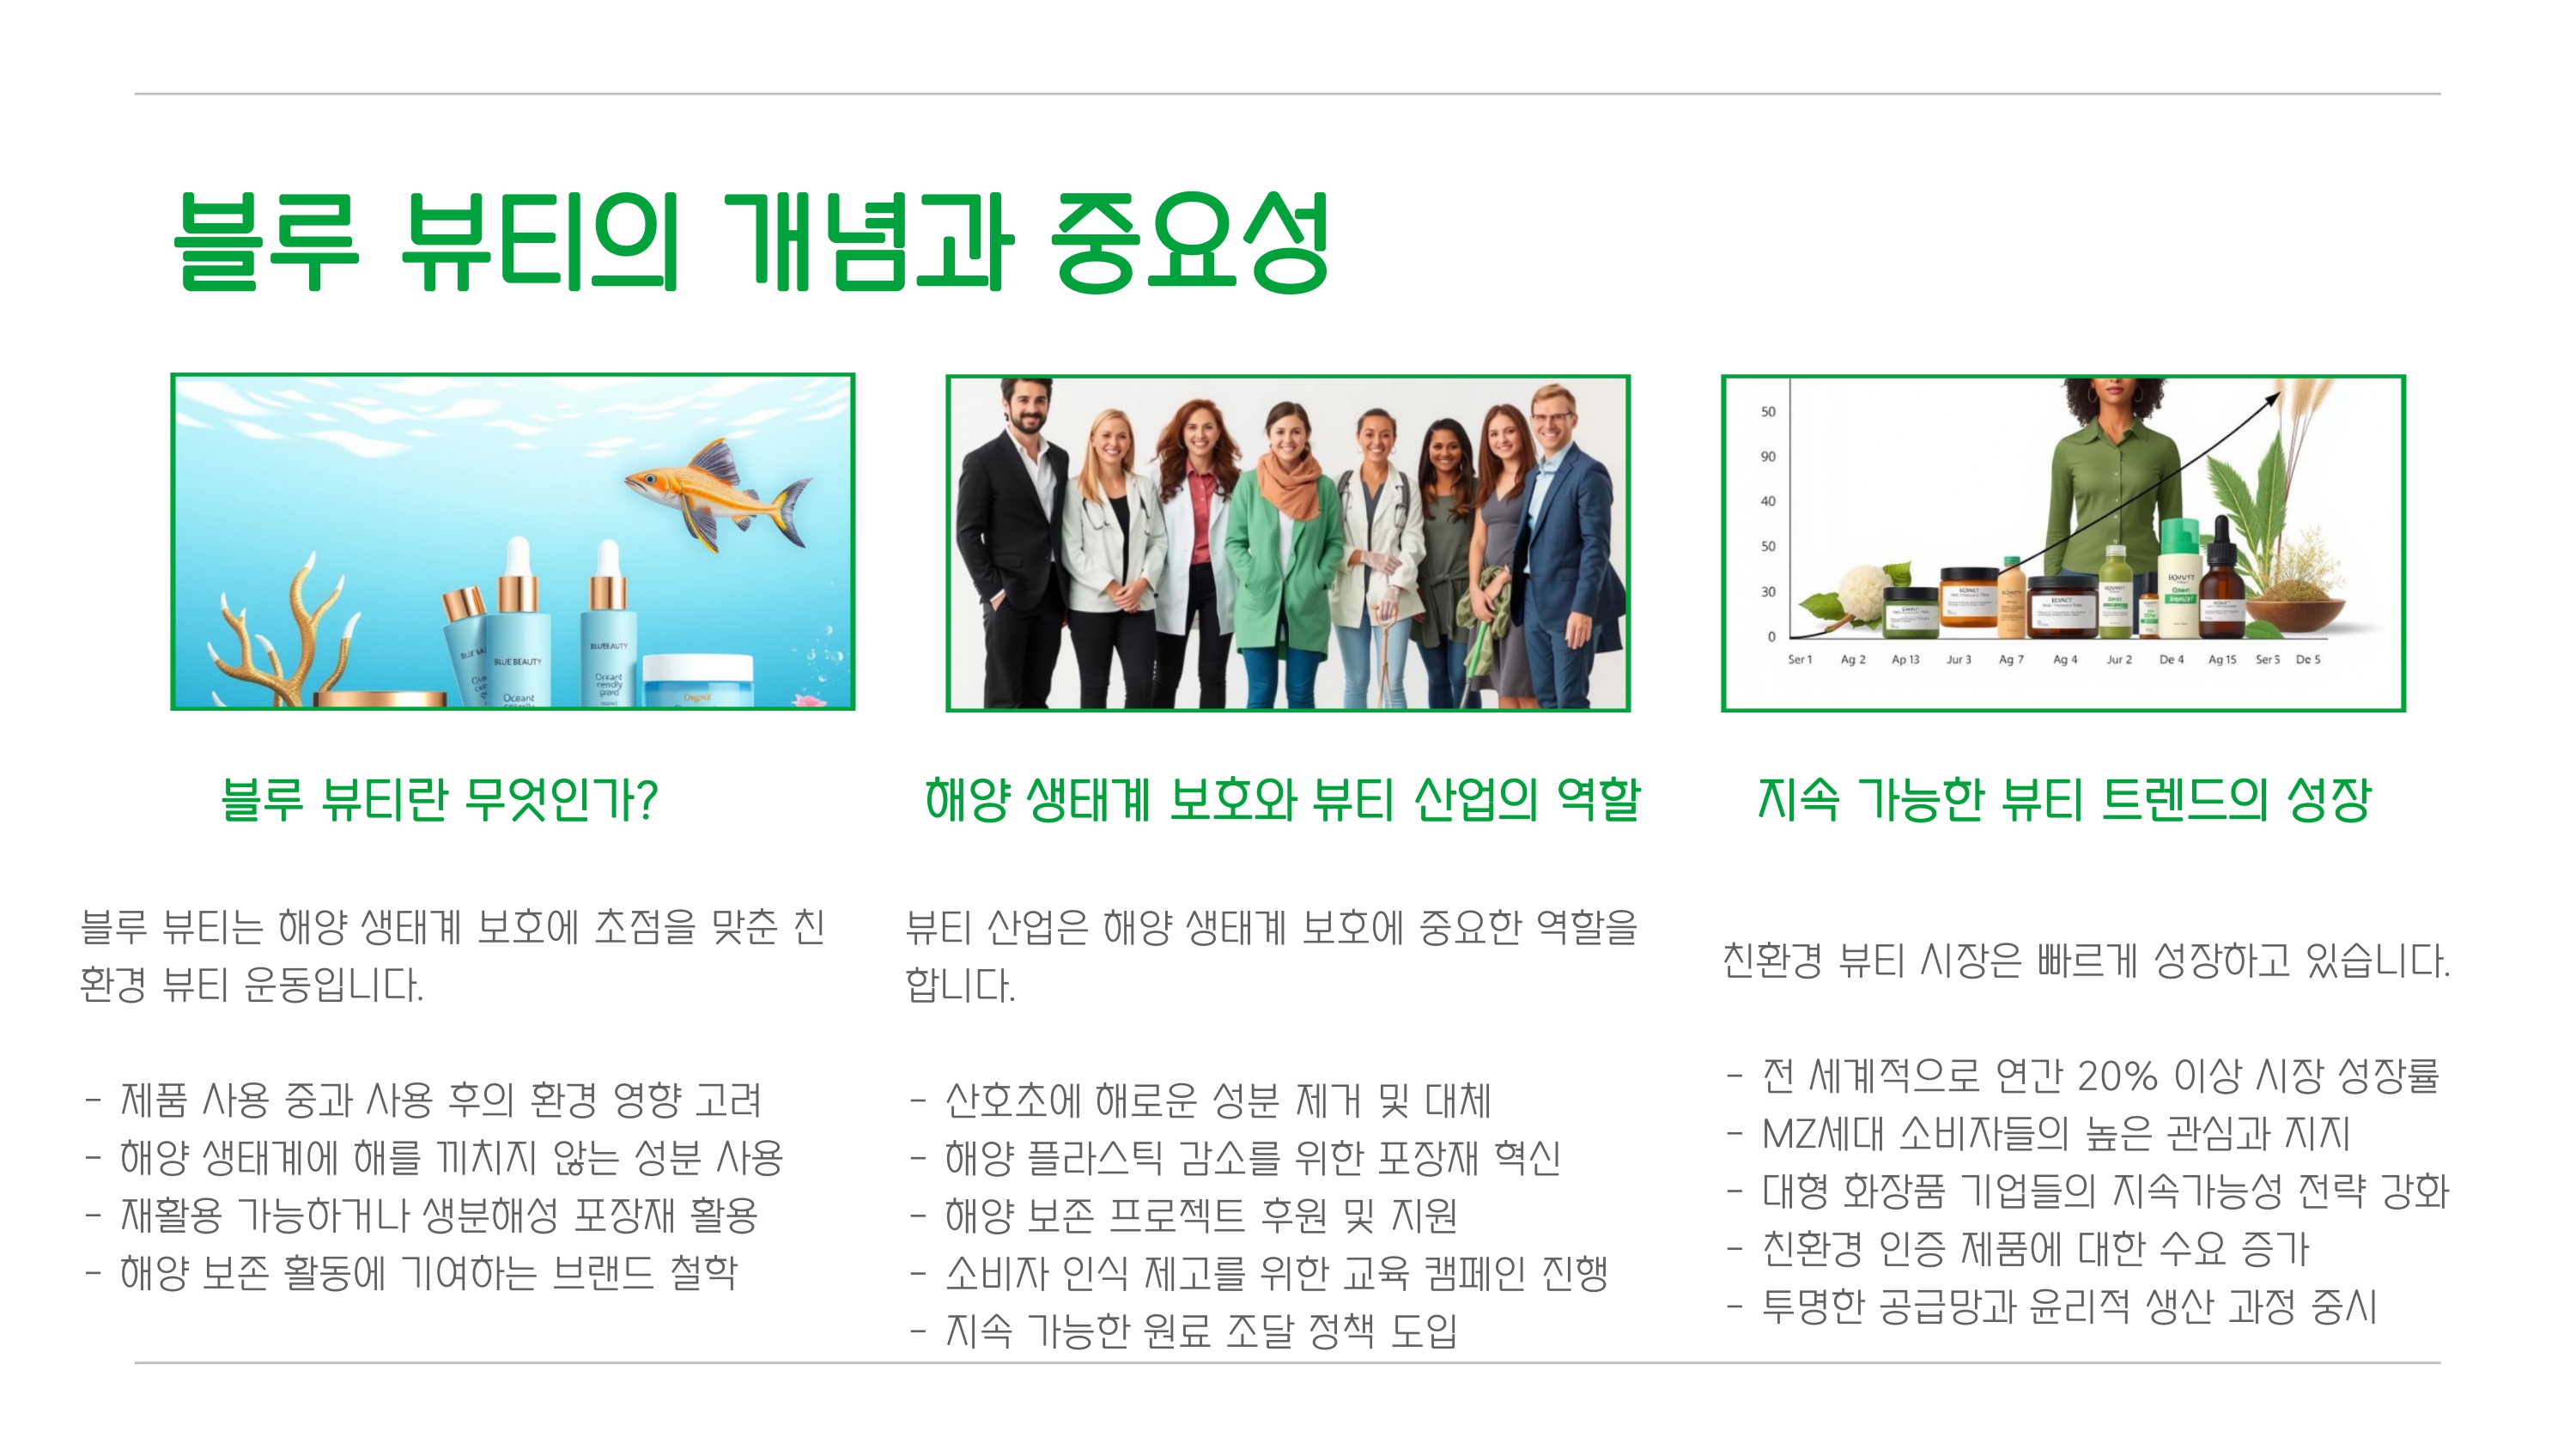 블루 뷰티의 개념과 중요성
BLUE BEAUTY
Oceant
BLUEAUTY
Oceant
rendly
grand
50
90
40
50
30
0
Ser 1 Ag 2 Ap 13 Jur 3 Ag 7 Ag 4 Jur 2 De 4 Ag 15 Ser 5 De 5
블루 뷰티란 무엇인가?
블루 뷰티는 해양 생태계 보호에 초점을 맞춘 친
환경 뷰티 운동입니다.
- 제품 사용 중과 사용 후의 환경 영향 고려
- 해양 생태계에 해를 끼치지 않는 성분 사용
- 재활용 가능하거나 생분해성 포장재 활용
- 해양 보존 활동에 기여하는 브랜드 철학
해양 생태계 보호와 뷰티 산업의 역할
뷰티 산업은 해양 생태계 보호에 중요한 역할을
합니다.
- 산호초에 해로운 성분 제거 및 대체
- 해양 플라스틱 감소를 위한 포장재 혁신
- 해양 보존 프로젝트 후원 및 지원
- 소비자 인식 제고를 위한 교육 캠페인 진행
- 지속 가능한 원료 조달 정책 도입
지속 가능한 뷰티 트렌드의 성장
친환경 뷰티 시장은 빠르게 성장하고 있습니다.
- 전 세계적으로 연간 20% 이상 시장 성장률
- MZ세대 소비자들의 높은 관심과 지지
- 대형 화장품 기업들의 지속가능성 전략 강화
- 친환경 인증 제품에 대한 수요 증가
- 투명한 공급망과 윤리적 생산 과정 중시